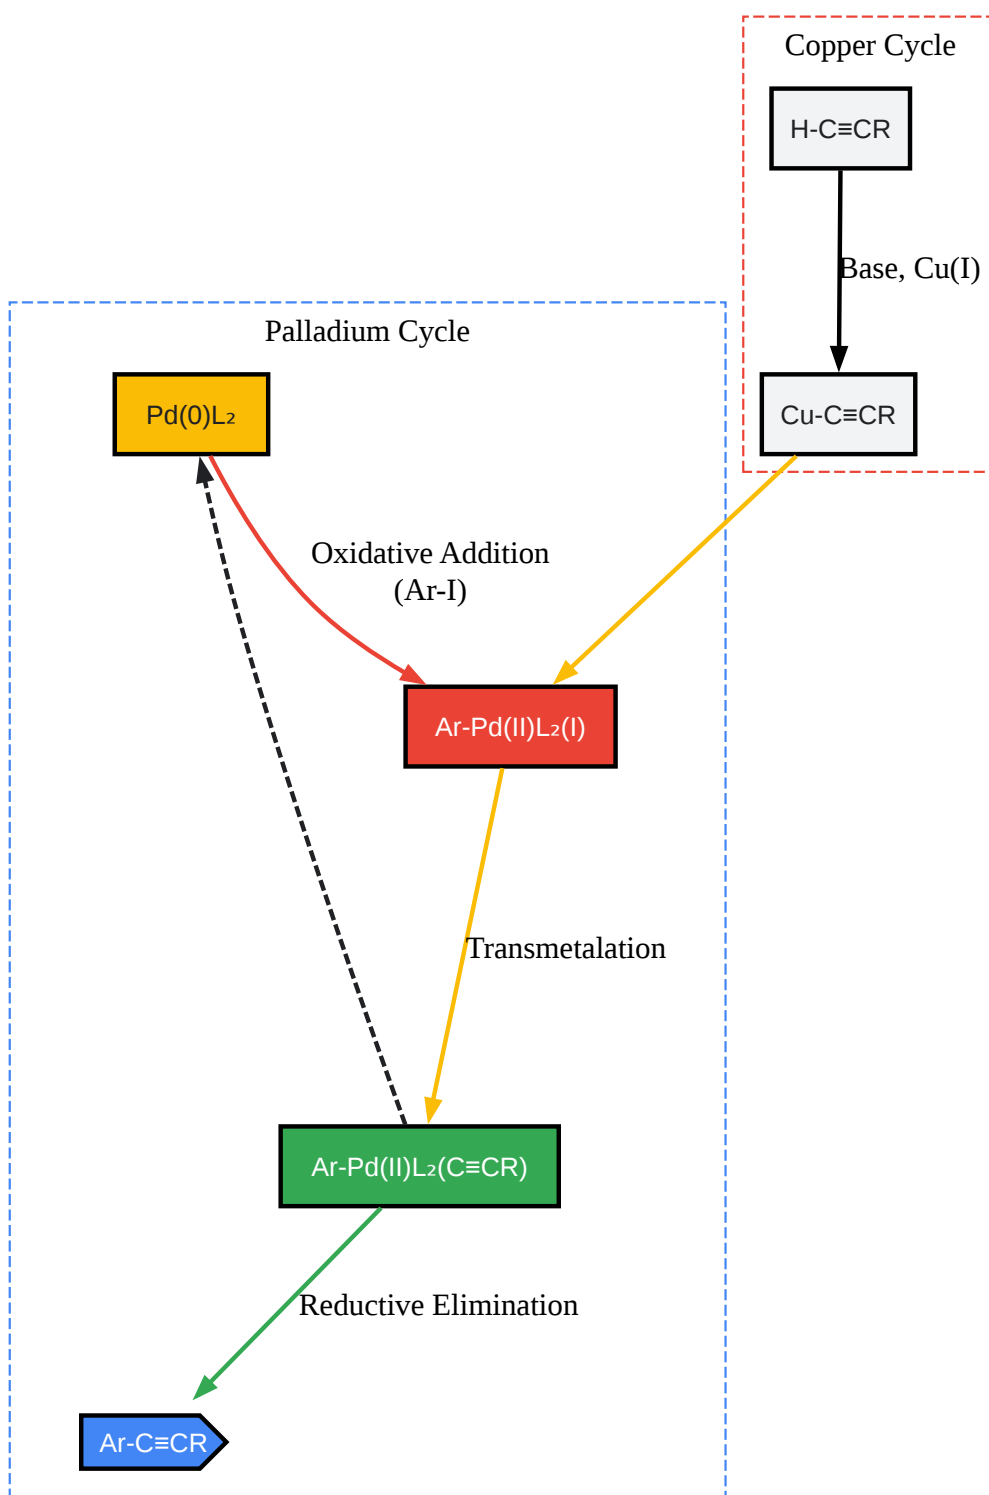 Copper Cycle
H-C≡CR
Base, Cu(I)
Palladium Cycle
Pd(0)L₂
Cu-C≡CR
Oxidative Addition
(Ar-I)
Ar-Pd(II)L₂(I)
Transmetalation
Ar-Pd(II)L₂(C≡CR)
Reductive Elimination
Ar-C≡CR